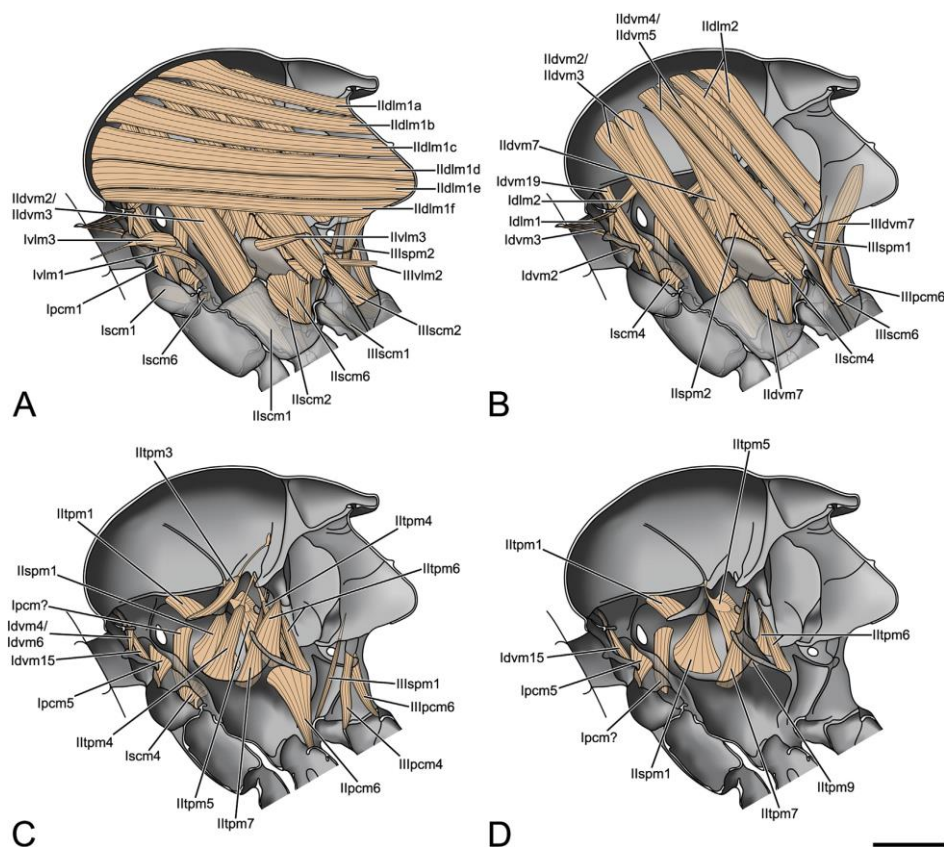 IIdlm1a
IIdlm1b
IIdlm1c
IIdlm1d
IIdlm1e
IIdlm1f
IIdvm2/
IIdvm3
Ivlm3
Ivlm1
Ipcm1
Iscm1
Iscm6
IIscm1
IIscm2
IIscm6
IIIscm1
IIIscm2
IIIvlm2
IIIspm2
IIvlm3
A
IIdvm4/
IIdvm5
IIdlm2
IIdvm2/
IIdvm3
IIdvm7
Idvm19
Idlm2
Idlm1
Idvm3
Idvm2
Iscm4
IIspm2
IIdvm7
IIscm4
IIIscm6
IIIpcm6
IIIspm1
IIIdvm7
B
IItpm3
IItpm1
IIspm1
Ipcm?
Idvm4/
Idvm6
Idvm15
Ipcm5
IItpm4
Iscm4
IItpm5
IItpm7
IIpcm6
IIIpcm4
IIIpcm6
IIIspm1
IItpm6
IItpm4
C
IItpm5
IItpm1
IItpm6
Idvm15
Ipcm5
Ipcm?
IIspm1
IItpm7
IItpm9
D